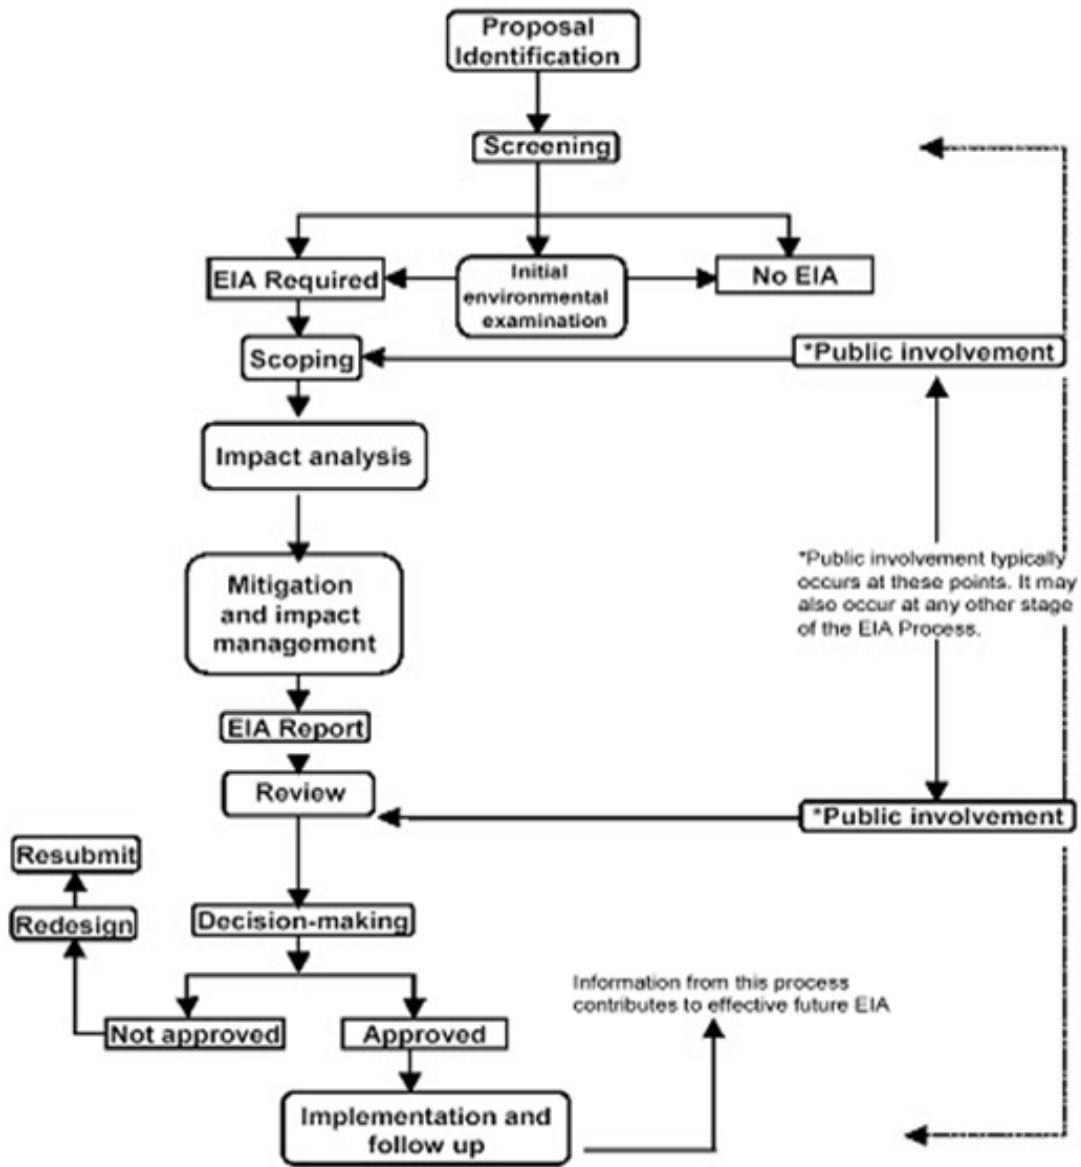 Proposal
Identification
Screening
EIA Required
Initial
environmental
examination
No EIA
Scoping
*Public involvement
Impact analysis
*Public involvement typically
occurs at these points. It may
also occur at any other stage
of the EIA Process.
Mitigation
and impact
management
EIA Report
Review
*Public involvement
Resubmit
Redesign
Decision-making
Information from this process
contributes to effective future EIA
Not approved
Approved
Implementation and
follow up